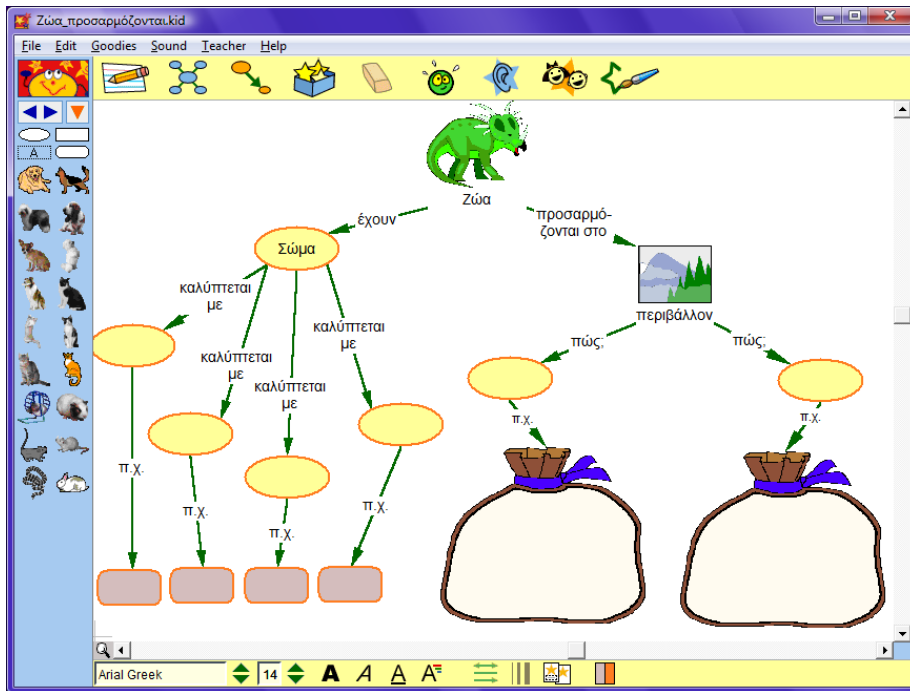 Ζώα_προσαρμόζονται.kid
File Edit Goodies Sound Teacher Help
A
Ζώα
έχουν
προσαρμό-
ζονται στο
Σώμα
καλύπτεται
με
περιβάλλον
καλύπτεται
με
πώς;
πώς;
καλύπτεται
με
καλύπτεται
με
π.χ.
π.χ.
π.χ.
π.χ.
π.χ.
π.χ.
Arial Greek 14 A A A A